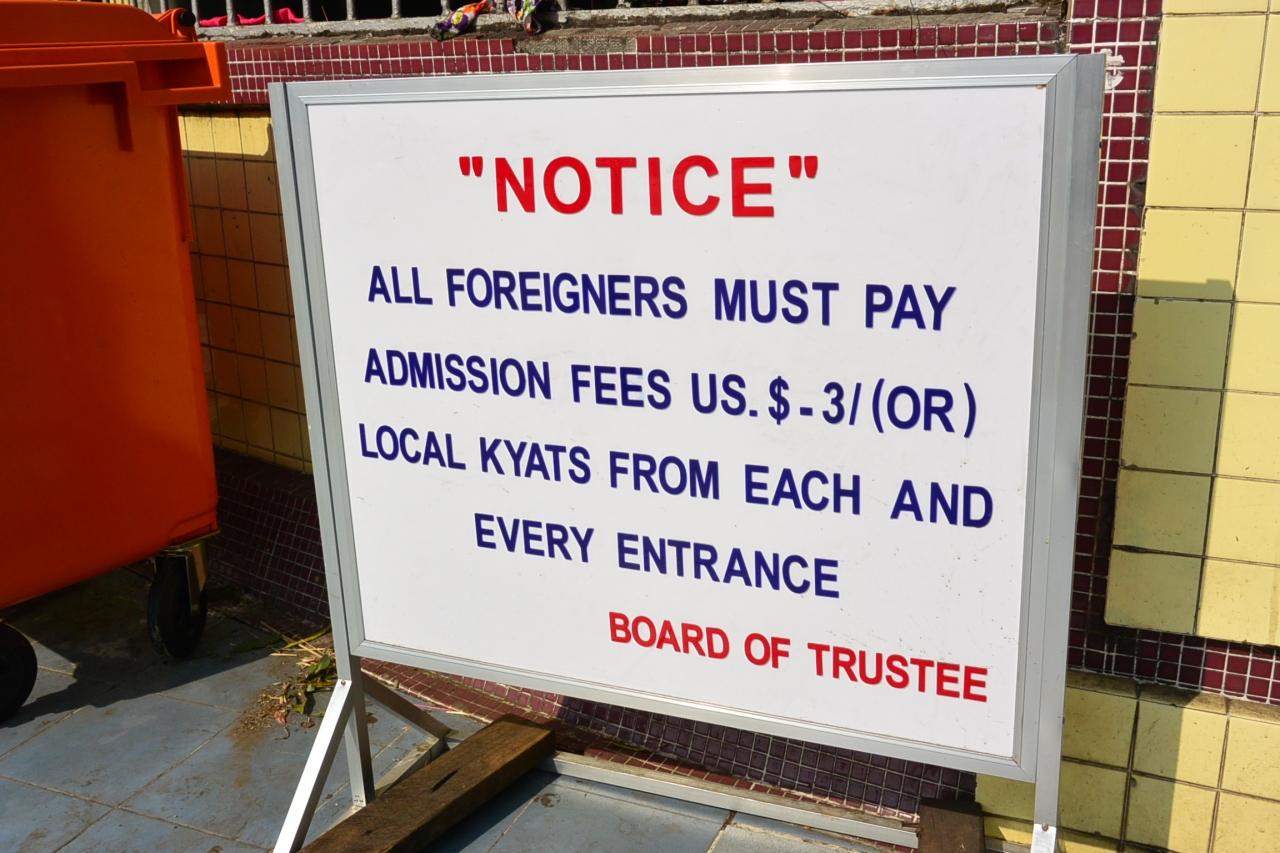 "NOTICE"
ALL FOREIGNERS MUST PAY
ADMISSION FEES US.$-3/(OR)
LOCAL KYATS FROM EACH AND
EVERY ENTRANCE
BOARD OF TRUSTEE